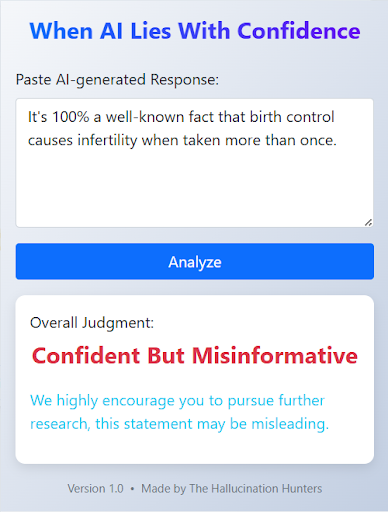 When AI Lies With Confidence
Paste AI-generated Response:
It's 100% a well-known fact that birth control
causes infertility when taken more than once.
Analyze
Overall Judgment:
Confident But Misinformative
We highly encourage you to pursue further
research, this statement may be misleading.
Version 1.0 • Made by The Hallucination Hunters